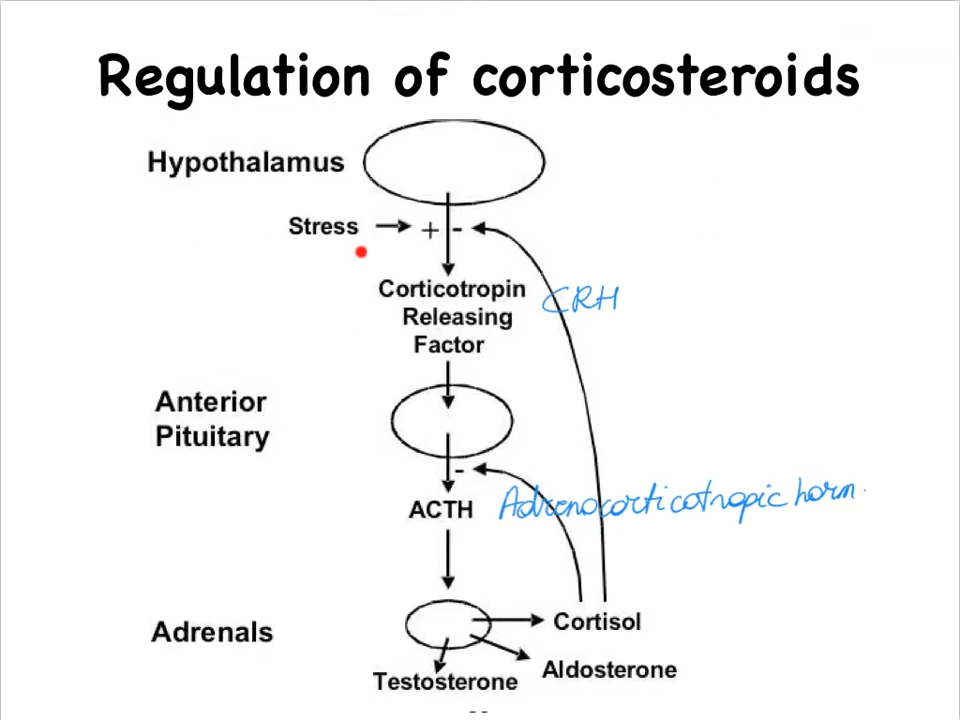 Regulation of corticosteroids
Hypothalamus
Stress
+
-
Corticotropin
Releasing
Factor
CRH
Anterior
Pituitary
-
ACTH
Adrenocorticotropic horm.
Adrenals
Cortisol
Aldosterone
Testosterone